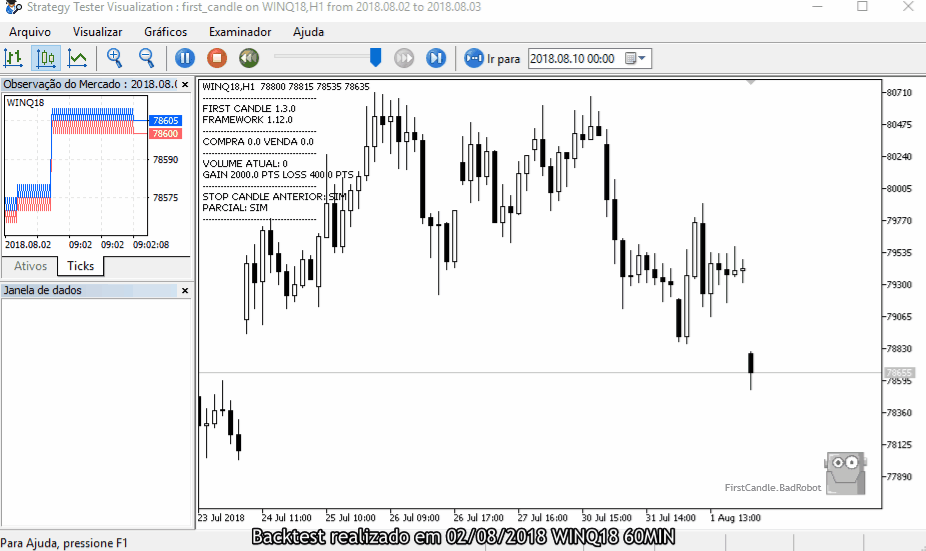 Strategy Tester Visualization : first_candle on WINQ18,H1 from 2018.08.02 to 2018.08.03
Arquivo Visualizar Gráficos Examinador Ajuda
Ir para 2018.08.10 00:00
Observação do Mercado : 2018.08.0
WINQ18
78605
78600
78590
78575
2018.08.02 09:02 09:02 09:02:08
Ativos Ticks
Janela de dados
WINQ18,H1 78800 78815 78535 78635
FIRST CANDLE 1.3.0
FRAMEWORK 1.12.0
COMPRA 0.0 VENDA 0.0
VOLUME ATUAL: 0
GAIN 2000.0 PTS LOSS 400.0 PTS
STOP CANDLE ANTERIOR: SIM
PARCIAL: SIM
80710
80475
80240
80005
79770
79535
79300
79065
78830
78655
78595
78360
78125
77890
FirstCandle.BadRobot
23 Jul 2018 24 Jul 11:00 25 Jul 10:00 26 Jul 09:00 27 Jul 09:00 27 Jul 16:00 30 Jul 15:00 31 Jul 14:00 1 Aug 13:00
Backtest realizado em 02/08/2018 WINQ18 60MIN
Para Ajuda, pressione F1